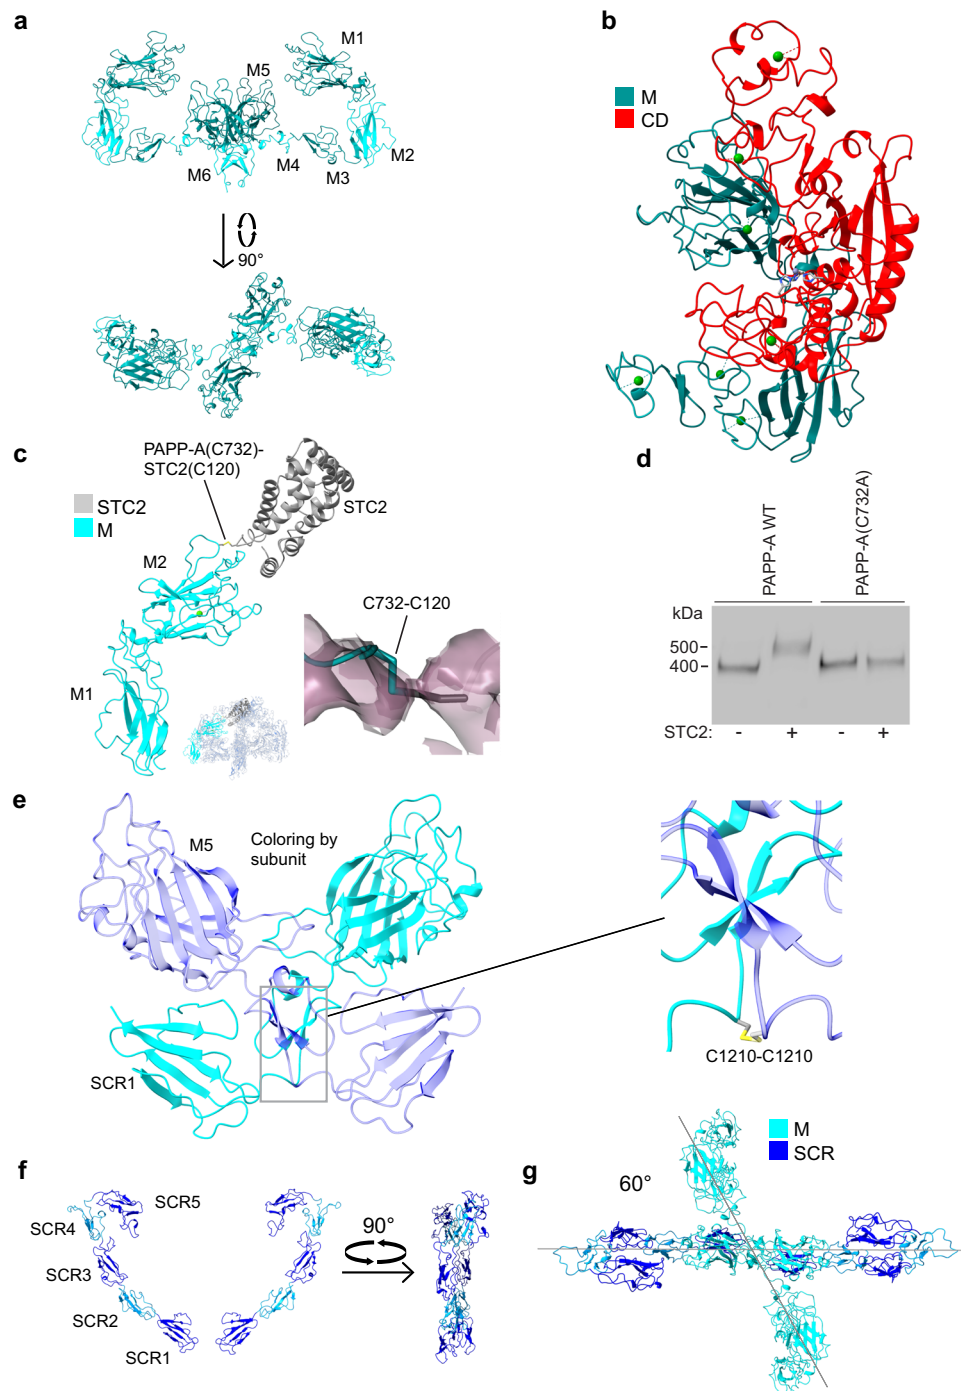 a
M1
M5
M2
M4
M6
M3
90°
b
M
CD
c
PAPP-A(C732)-
STC2(C120)
STC2
M
STC2
M2
C732-C120
M1
d
PAPP-A WT
PAPP-A(C732A)
kDa
500
400
STC2: - + - +
e
M5
Coloring by
subunit
SCR1
C1210-C1210
f
SCR5
SCR4
SCR3
SCR2
SCR1
90°
g
M
SCR
60°